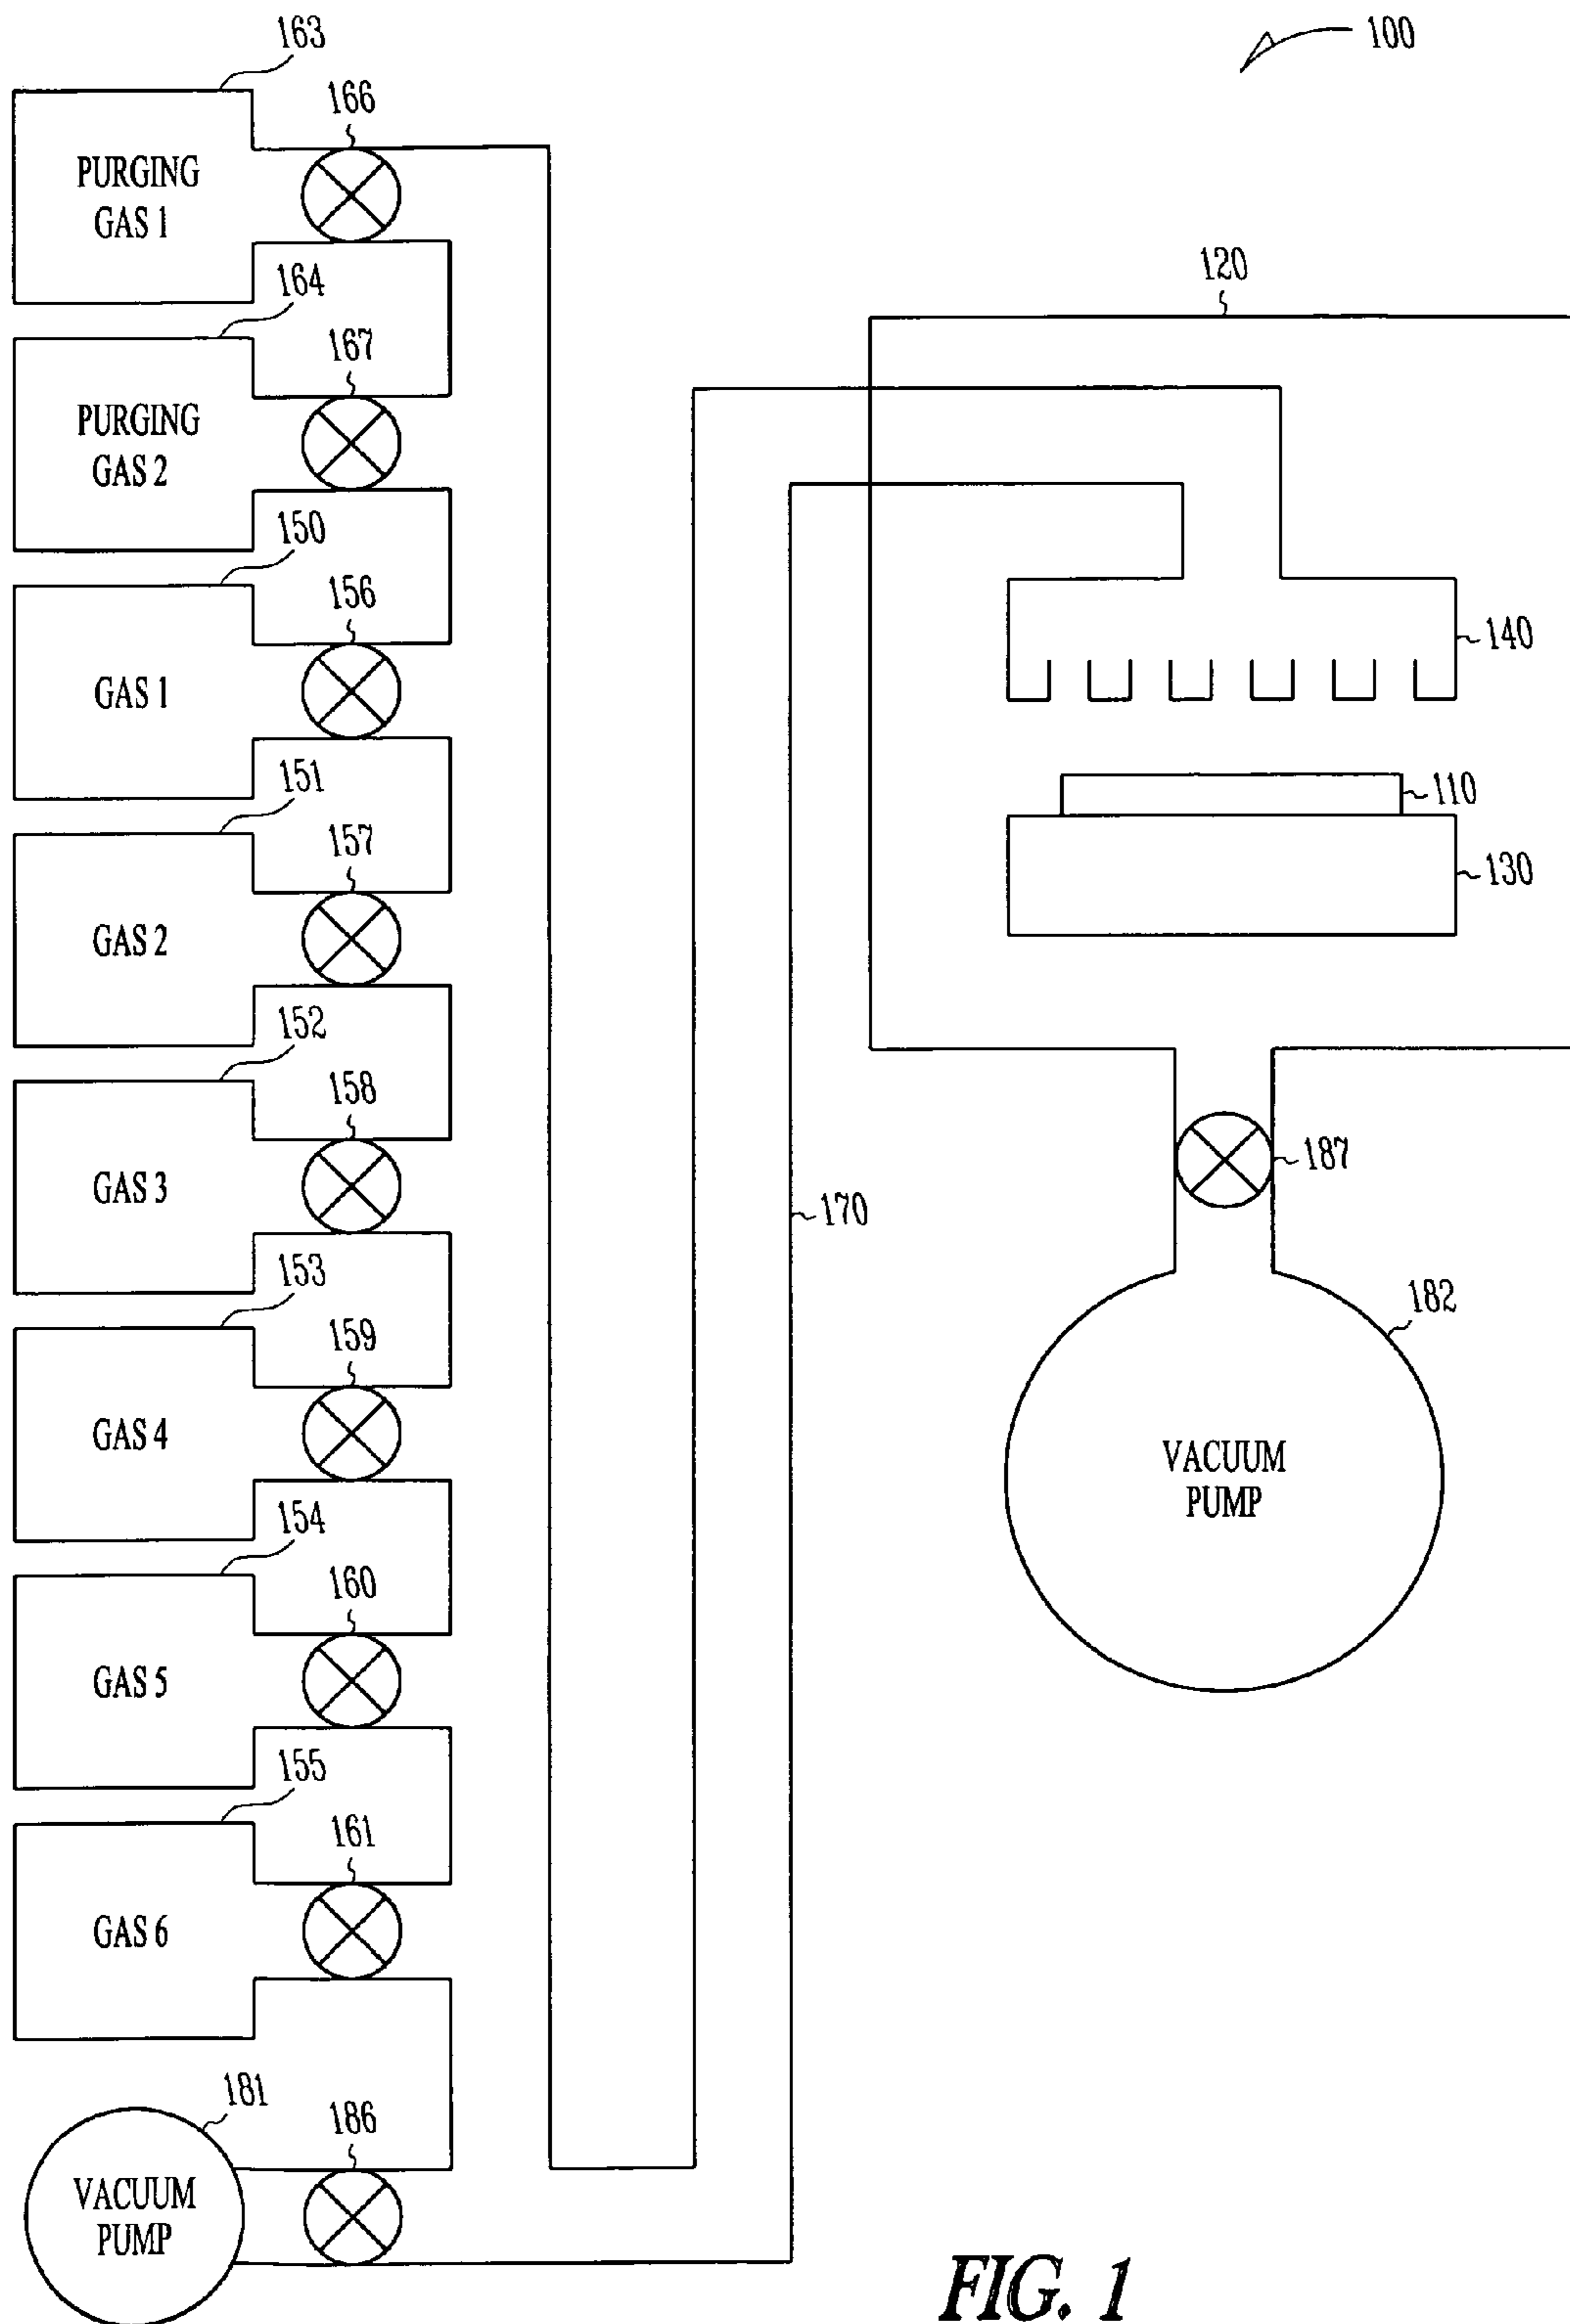 163
100
166
PURGING
GAS 1
164
120
167
PURGING
GAS 2
150
156
140
GAS 1
151
110
157
130
GAS 2
152
158
187
GAS 3
170
153
182
159
GAS 4
VACUUM
PUMP
154
160
GAS 5
155
161
GAS 6
181
186
VACUUM
PUMP
FIG. 1